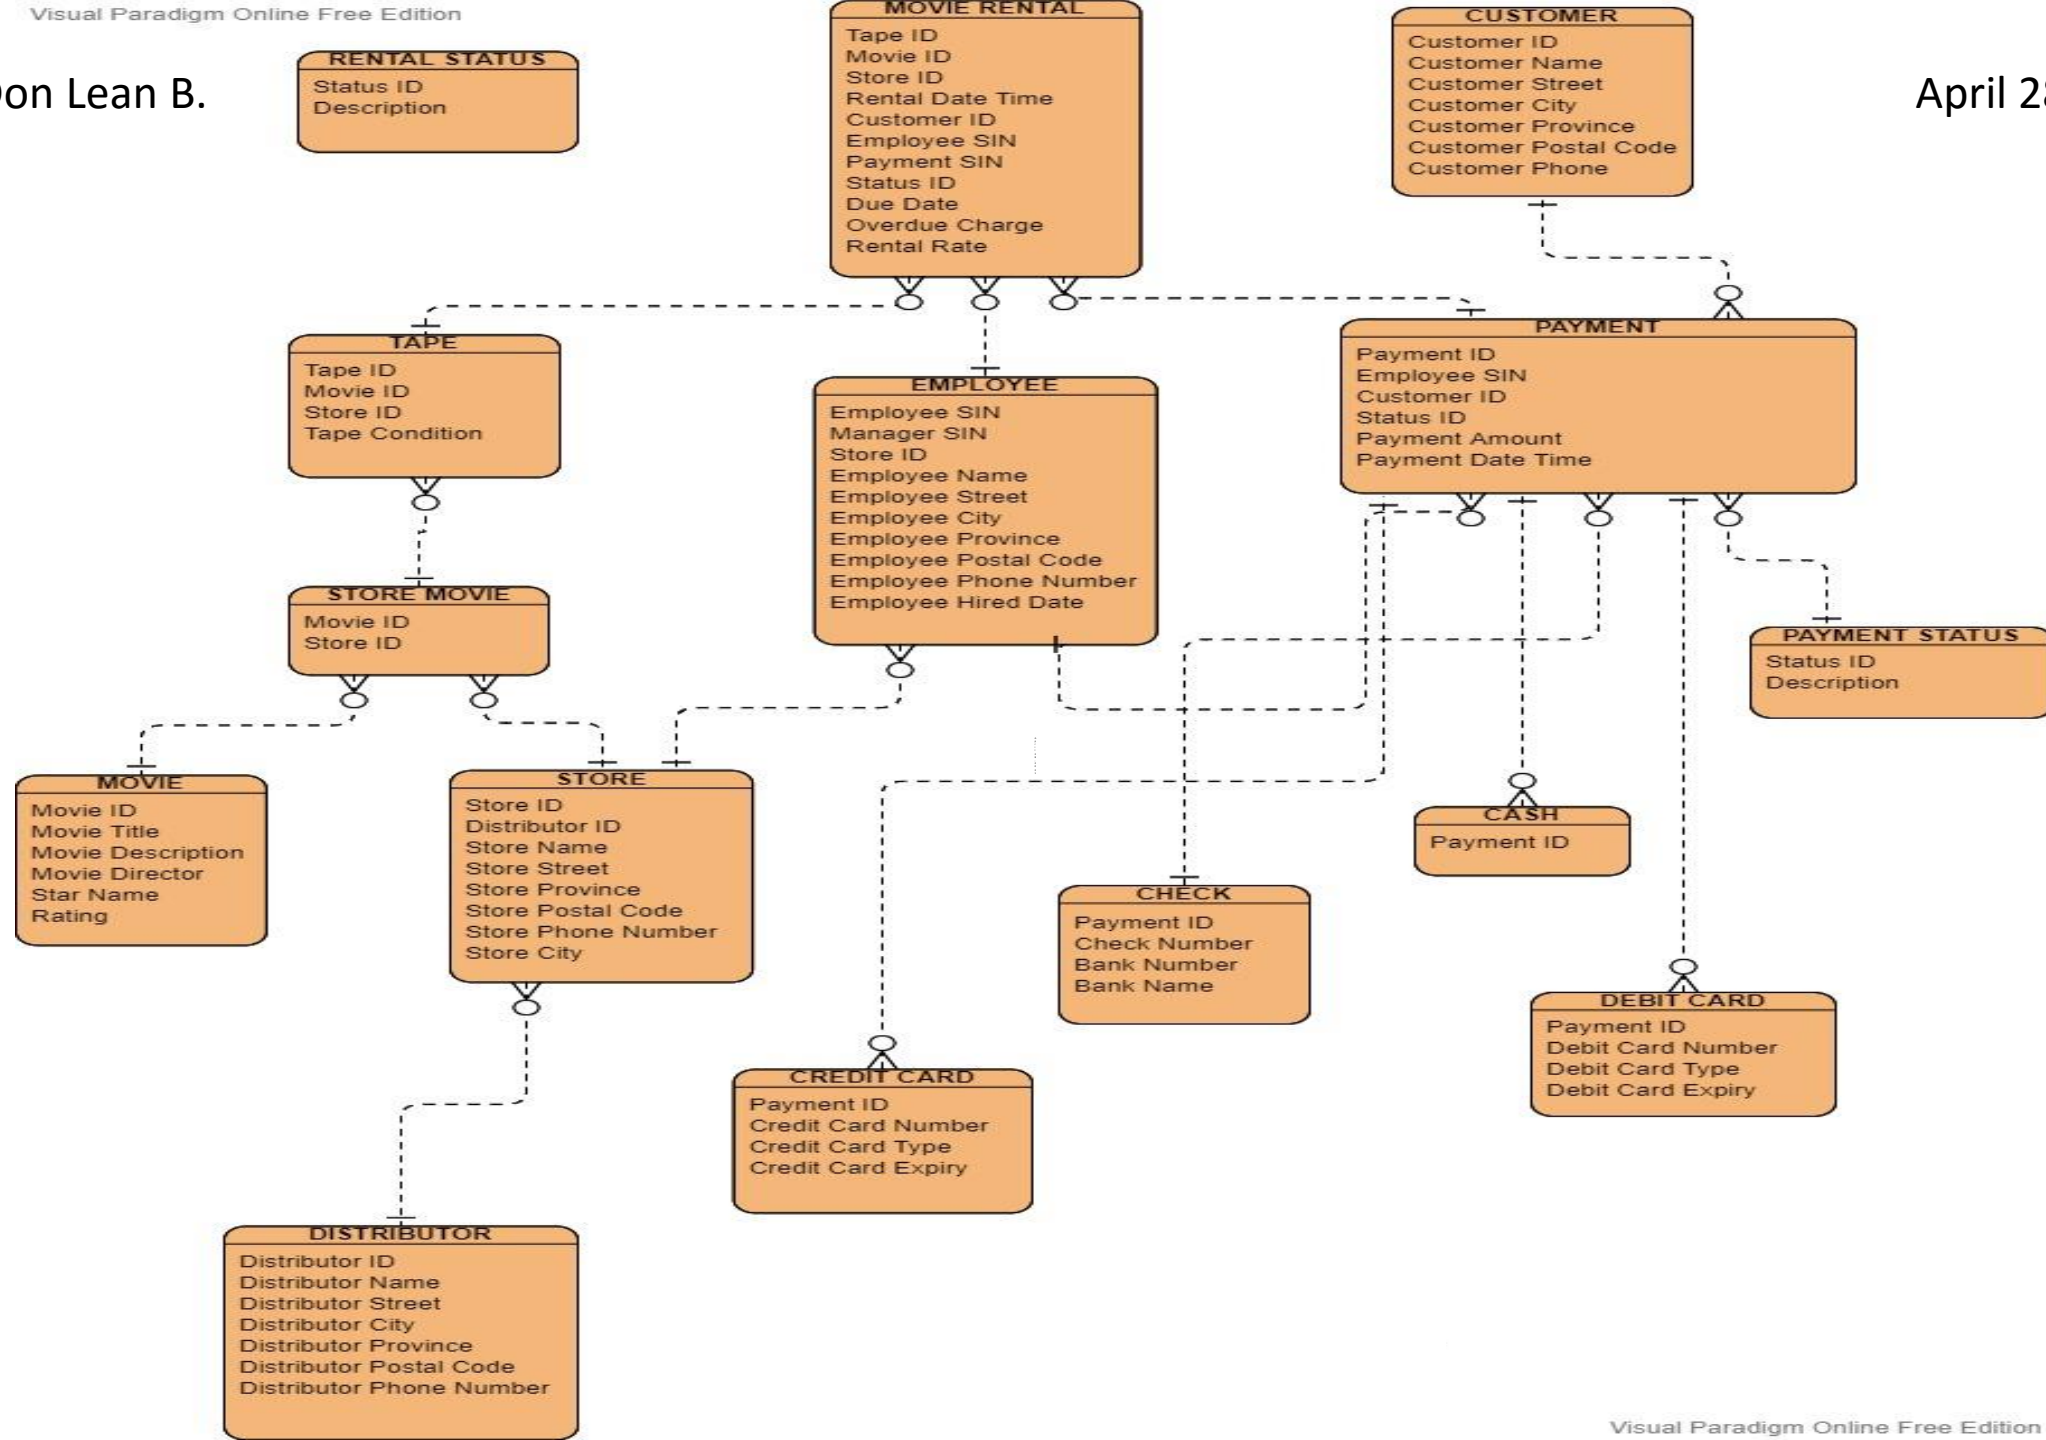 Visual Paradigm Online Free Edition
on Lean B.
April 28
RENTAL STATUS
Status ID
Description
MOVIE RENTAL
Tape ID
Movie ID
Store ID
Rental Date Time
Customer ID
Employee SIN
Payment SIN
Status ID
Due Date
Overdue Charge
Rental Rate
CUSTOMER
Customer ID
Customer Name
Customer Street
Customer City
Customer Province
Customer Postal Code
Customer Phone
TAPE
Tape ID
Movie ID
Store ID
Tape Condition
EMPLOYEE
Employee SIN
Manager SIN
Store ID
Employee Name
Employee Street
Employee City
Employee Province
Employee Postal Code
Employee Phone Number
Employee Hired Date
PAYMENT
Payment ID
Employee SIN
Customer ID
Status ID
Payment Amount
Payment Date Time
STORE MOVIE
Movie ID
Store ID
PAYMENT STATUS
Status ID
Description
MOVIE
Movie ID
Movie Title
Movie Description
Movie Director
Star Name
Rating
STORE
Store ID
Distributor ID
Store Name
Store Street
Store Province
Store Postal Code
Store Phone Number
Store City
CASH
Payment ID
CHECK
Payment ID
Check Number
Bank Number
Bank Name
DEBIT CARD
Payment ID
Debit Card Number
Debit Card Type
Debit Card Expiry
CREDIT CARD
Payment ID
Credit Card Number
Credit Card Type
Credit Card Expiry
DISTRIBUTOR
Distributor ID
Distributor Name
Distributor Street
Distributor City
Distributor Province
Distributor Postal Code
Distributor Phone Number
Visual Paradigm Online Free Edition